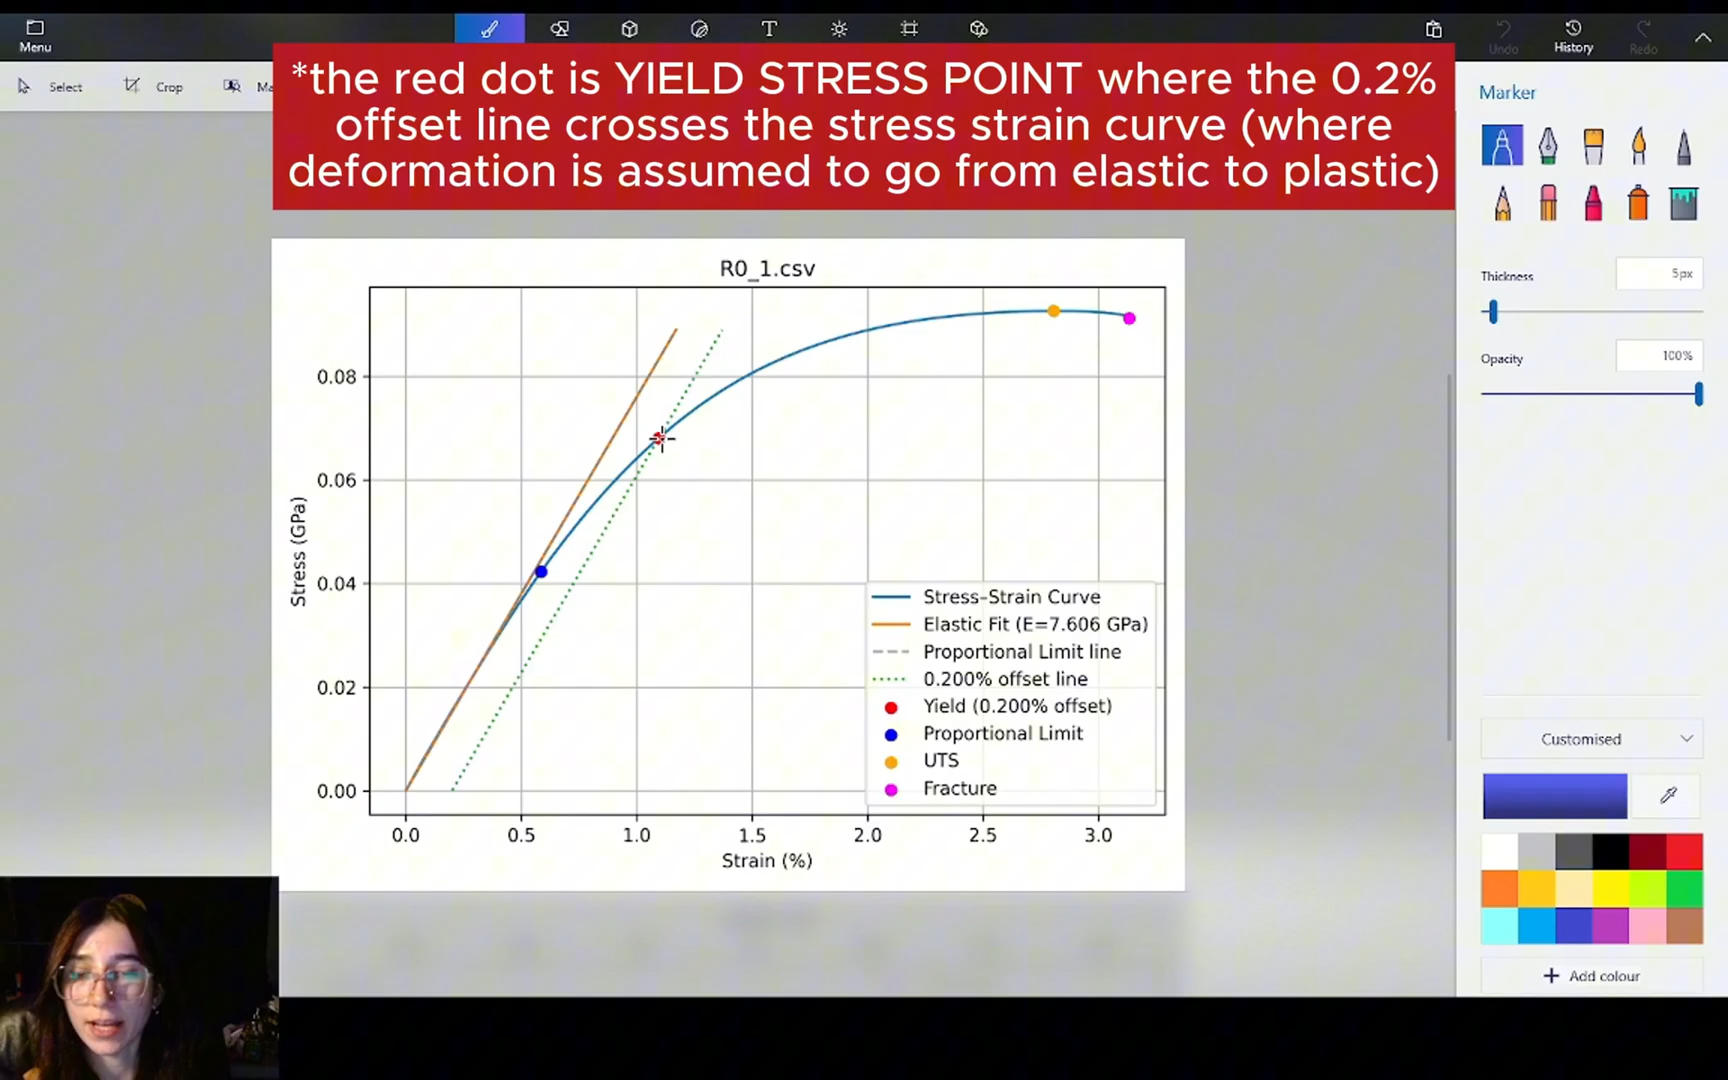 Menu
Undo
History
Redo
Select
Crop
*the red dot is YIELD STRESS POINT where the 0.2%
offset line crosses the stress strain curve (where
deformation is assumed to go from elastic to plastic)
Marker
Thickness
5px
Opacity
100%
R0_1.csv
0.08
0.06
0.04
0.02
0.00
Stress (GPa)
Stress–Strain Curve
Elastic Fit (E=7.606 GPa)
Proportional Limit line
0.200% offset line
Yield (0.200% offset)
Proportional Limit
UTS
Fracture
0.0 0.5 1.0 1.5 2.0 2.5 3.0
Strain (%)
Customised
+ Add colour